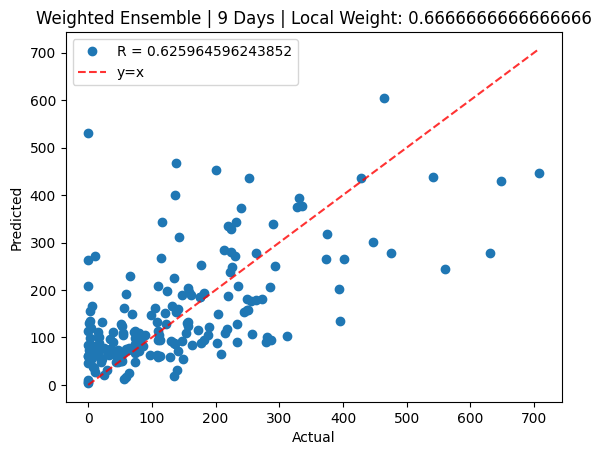 Weighted Ensemble | 9 Days | Local Weight: 0.6666666666666666
R = 0.625964596243852
y=x
Predicted
700
600
500
400
300
200
100
0
0 100 200 300 400 500 600 700
Actual